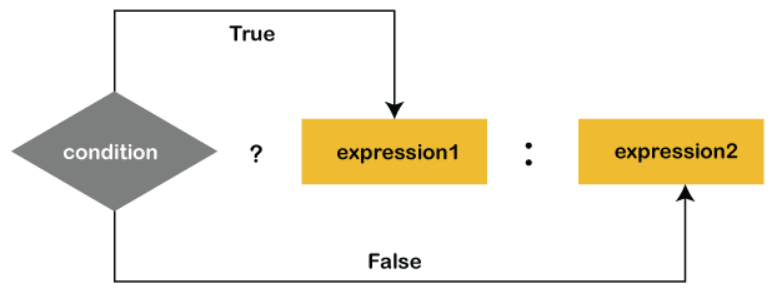 True
condition ? expression1 : expression2
False